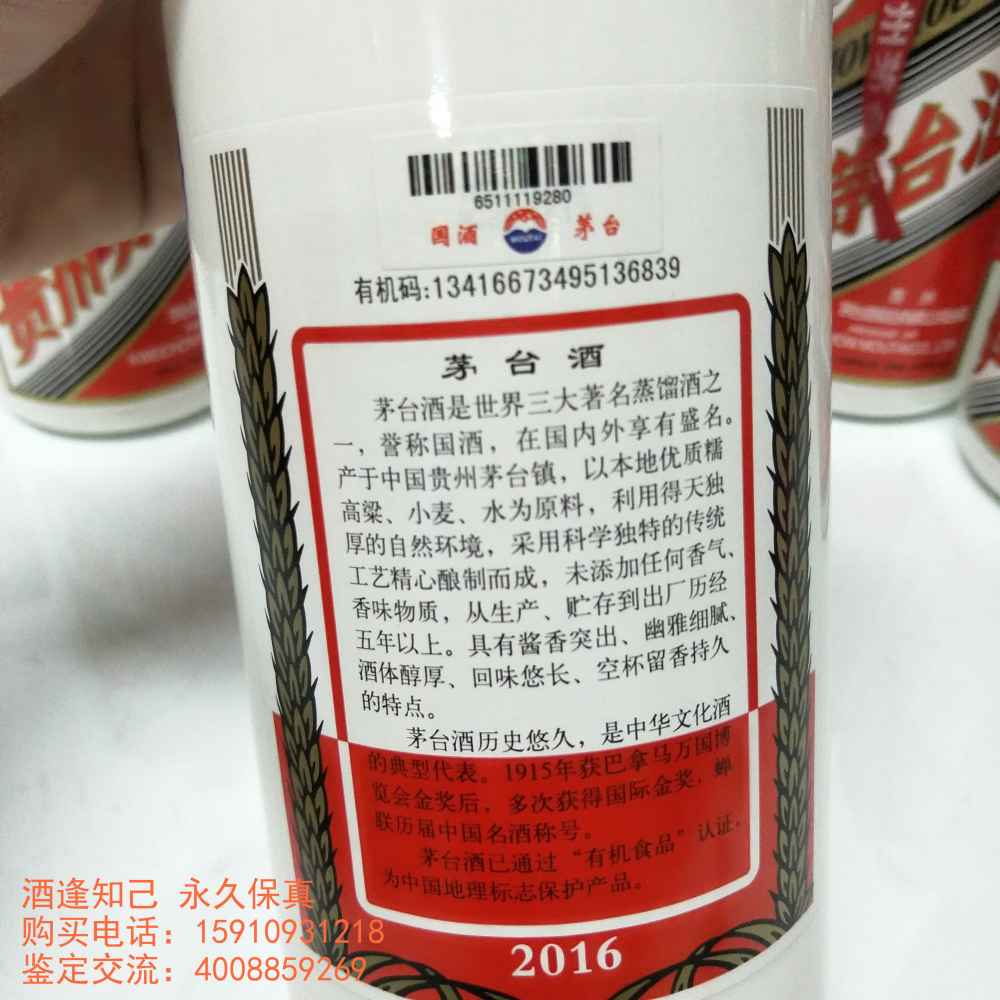 6511119280
国酒 MOUTAI 茅台
有机码:13416673495136839
茅台酒
茅台酒是世界三大著名蒸馏酒之
一，誉称国酒，在国内外享有盛名。
产于中国贵州茅台镇，以本地优质糯
高粱、小麦、水为原料，利用得天独
厚的自然环境，采用科学独特的传统
工艺精心酿制而成，未添加任何香气、
香味物质，从生产、贮存到出厂历经
五年以上。具有酱香突出、幽雅细腻、
酒体醇厚、回味悠长、空杯留香持久
的特点。
茅台酒历史悠久，是中华文化酒
的典型代表。1915年获巴拿马万国博
览会金奖后，多次获得国际金奖，蝉
联历届中国名酒称号。
茅台酒已通过“有机食品”认证，
为中国地理标志保护产品。
2016
贵州
茅台酒
酒逢知己 永久保真
购买电话：15910931218
鉴定交流：4008859269